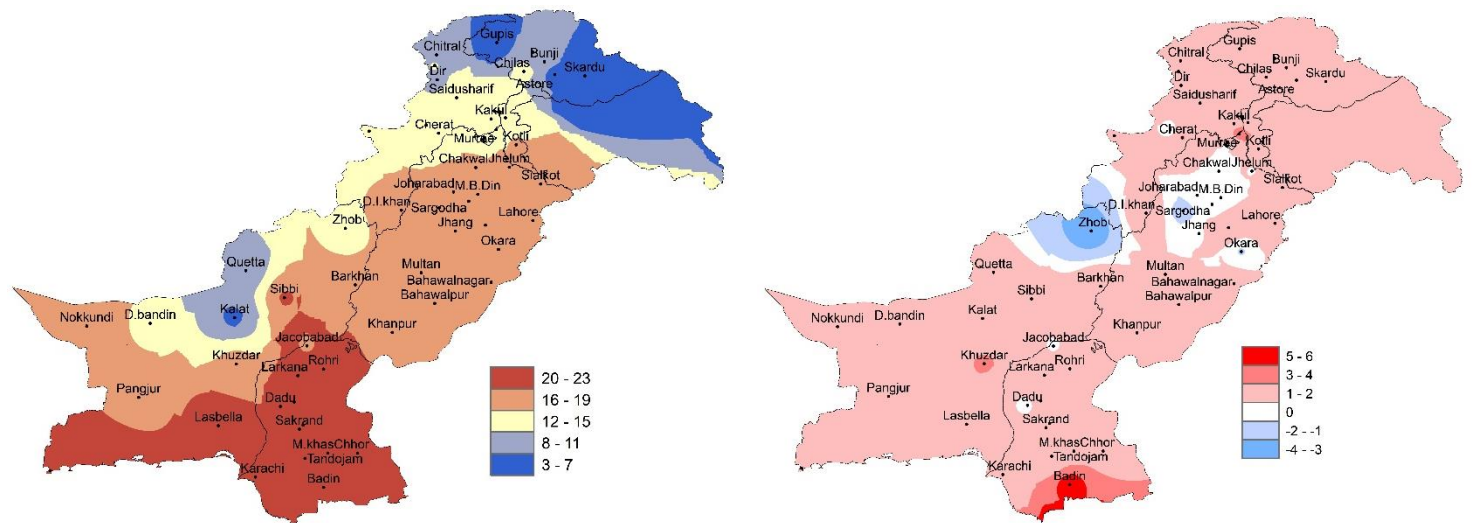 Gupis
Chitral
Bunji
Chilas
Skardu
Dir
Astore
Saidusharif
Kakul
Cherat
Murree
Kotli
Chakwal
Jhelum
Sialkot
Joharabad
M.B.Din
D.I.khan
Sargodha
Lahore
Zhobi
Jhang
Okara
Quetta
Multan
Barkhan
Bahawalnagar
Sibbi
Bahawalpur
Kalat
Nokkundi
D.bandin
Khanpur
Jacobabad
Khuzdar
Rohri
Larkana
Pangjur
Dadu
Lasbella
Sakrand
M.khasChhor
Tandojam
Karachi
Badin
20 - 23
16 - 19
12 - 15
8 - 11
3 - 7
Gupis
Chitral
Bunji
Chilas
Skardu
Dir
Astore
Saidusharif
Kakul
Cherat
Murree
Kotli
Chakwal
Jhelum
Sialkot
Joharabad
M.B.Din
D.I.khan
Sargodha
Lahore
Zhobi
Jhang
Okara
Quetta
Multan
Barkhan
Bahawalnagar
Sibbi
Bahawalpur
Kalat
Nokkundi
D.bandin
Khanpur
Jacobabad
Khuzdar
Rohri
Larkana
Pangjur
Dadu
Lasbella
Sakrand
M.khasChhor
Tandojam
Karachi
Badin
5 - 6
3 - 4
1 - 2
0
-2 - -1
-4 - -3